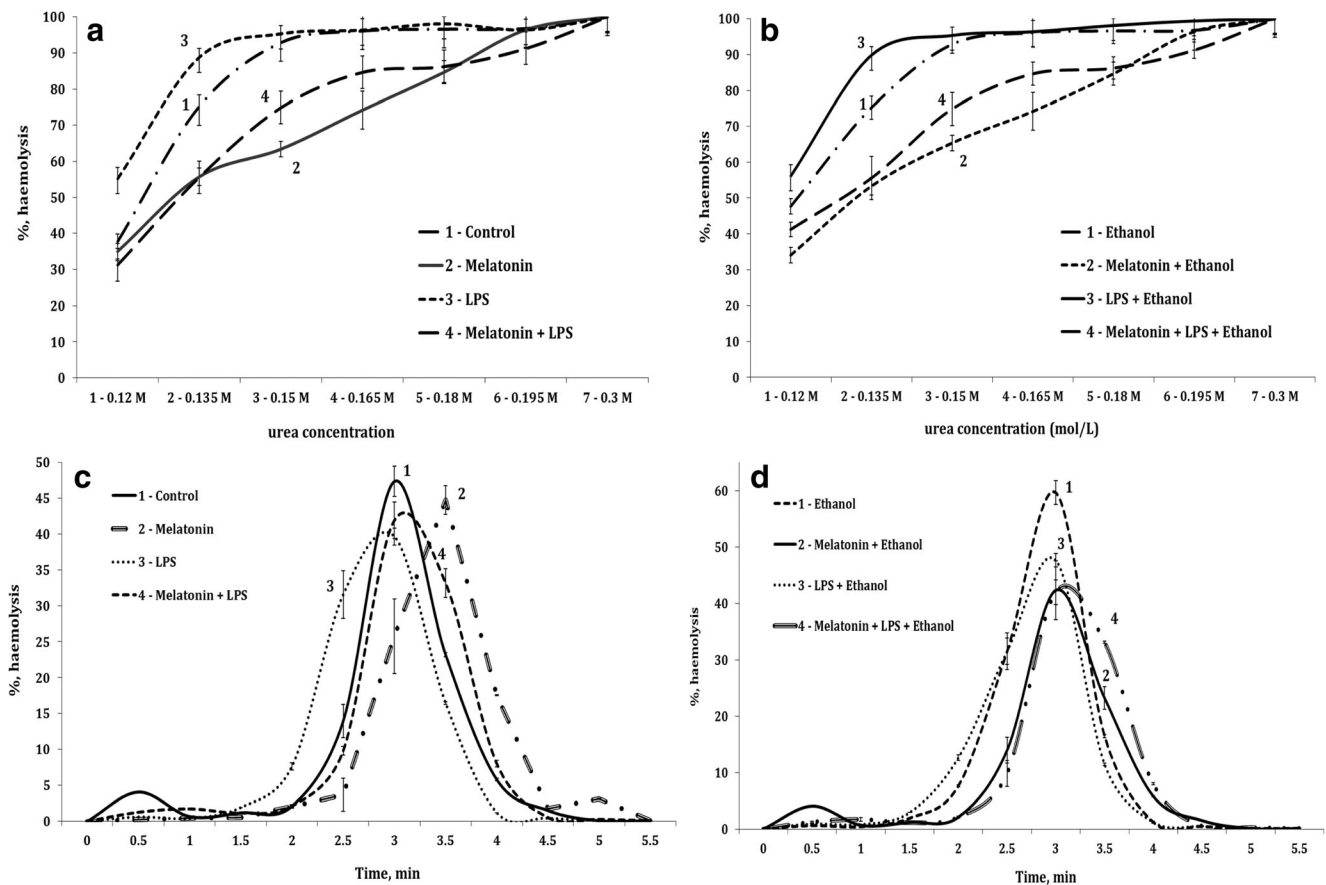 a
%, haemolysis
100
90
80
70
60
50
40
30
20
10
0
3
1
4
2
1 - Control
2 - Melatonin
3 - LPS
4 - Melatonin + LPS
1 - 0.12 M 2 - 0.135 M 3 - 0.15 M 4 - 0.165 M 5 - 0.18 M 6 - 0.195 M 7 - 0.3 M
urea concentration
b
%, haemolysis
100
90
80
70
60
50
40
30
20
10
0
3
1
4
2
1 - Ethanol
2 - Melatonin + Ethanol
3 - LPS + Ethanol
4 - Melatonin + LPS + Ethanol
1 - 0.12 M 2 - 0.135 M 3 - 0.15 M 4 - 0.165 M 5 - 0.18 M 6 - 0.195 M 7 - 0.3 M
urea concentration (mol/L)
c
%, haemolysis
50
45
40
35
30
25
20
15
10
5
0
1
2
4
3
1 - Control
2 - Melatonin
3 - LPS
4 - Melatonin + LPS
0 0.5 1 1.5 2 2.5 3 3.5 4 4.5 5 5.5
Time, min
d
%, haemolysis
60
50
40
30
20
10
0
1
3
4
2
1 - Ethanol
2 - Melatonin + Ethanol
3 - LPS + Ethanol
4 - Melatonin + LPS + Ethanol
0 0.5 1 1.5 2 2.5 3 3.5 4 4.5 5 5.5
Time, min